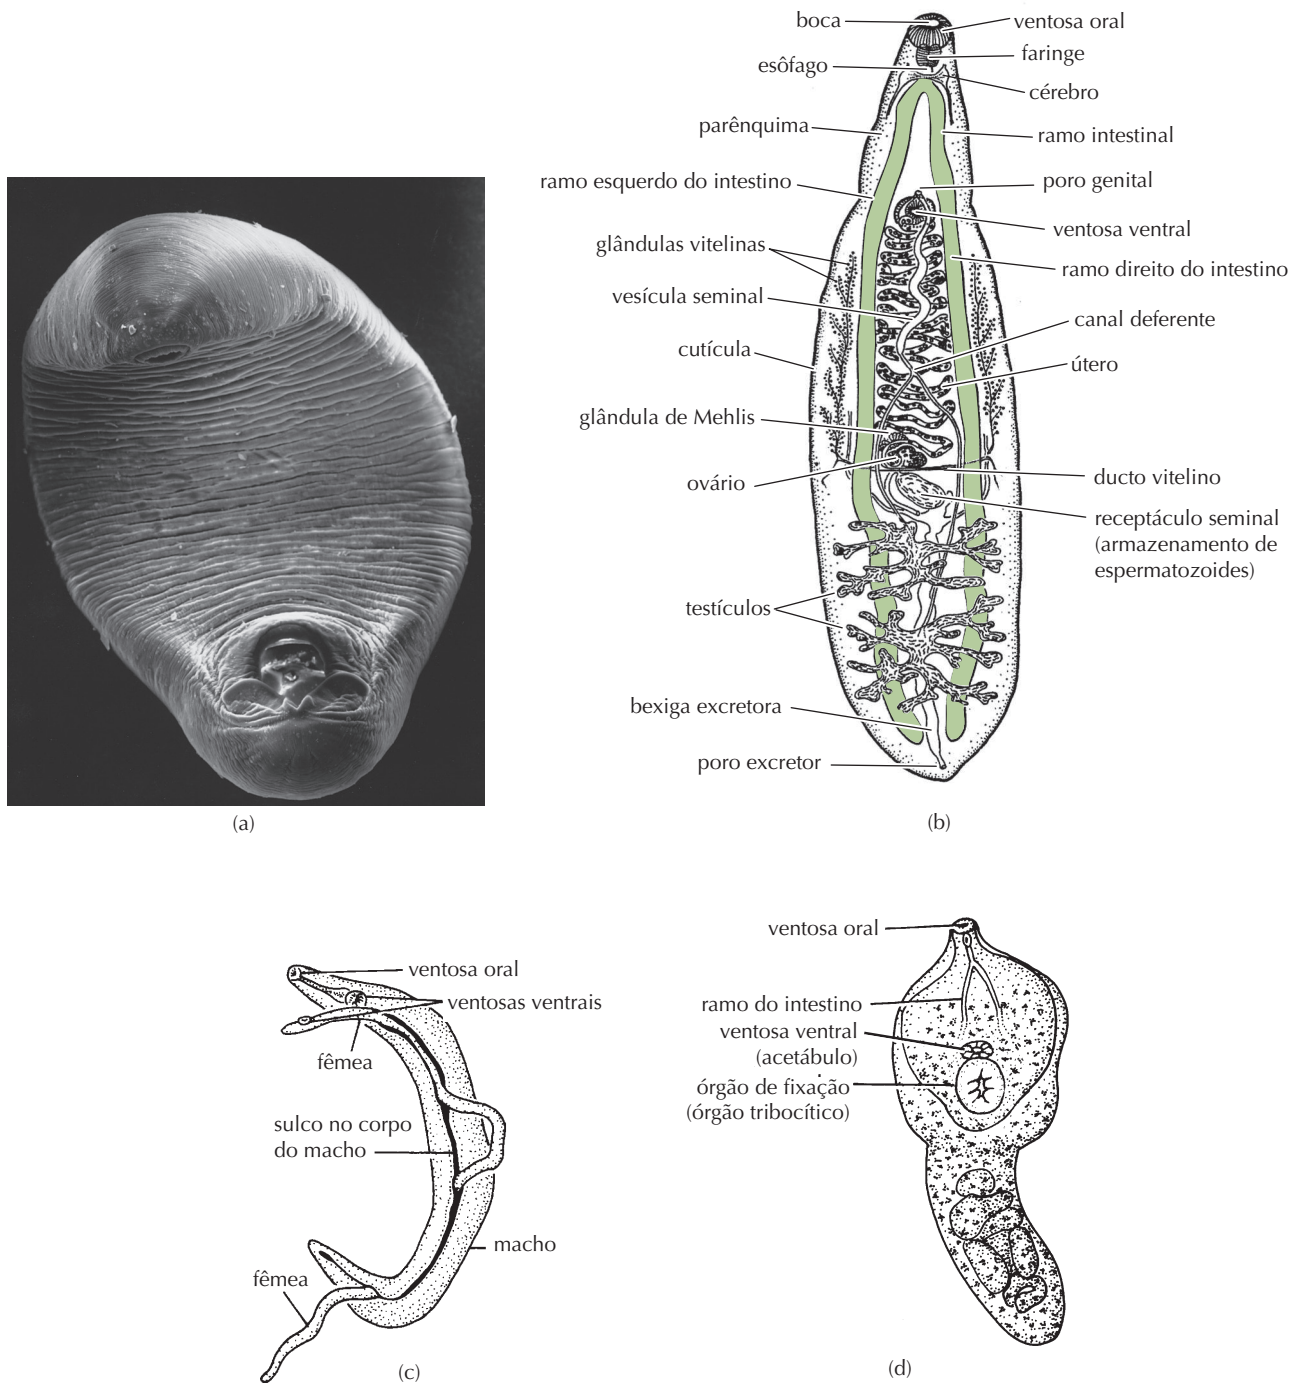 boca
ventosa oral
faringe
esôfago
cérebro
parênquima
ramo intestinal
ramo esquerdo do intestino
poro genital
ventosa ventral
glândulas vitelinas
ramo direito do intestino
vesícula seminal
canal deferente
cutícula
útero
glândula de Mehlis
ovário
ducto vitelino
receptáculo seminal
(armazenamento de
espermatozoides)
testículos
bexiga excretora
poro excretor
(a)
(b)
ventosa oral
ventosas ventrais
fêmea
sulco no corpo
do macho
macho
fêmea
(c)
ventosa oral
ramo do intestino
ventosa ventral
(acetábulo)
órgão de fixação
(órgão tribocítico)
(d)